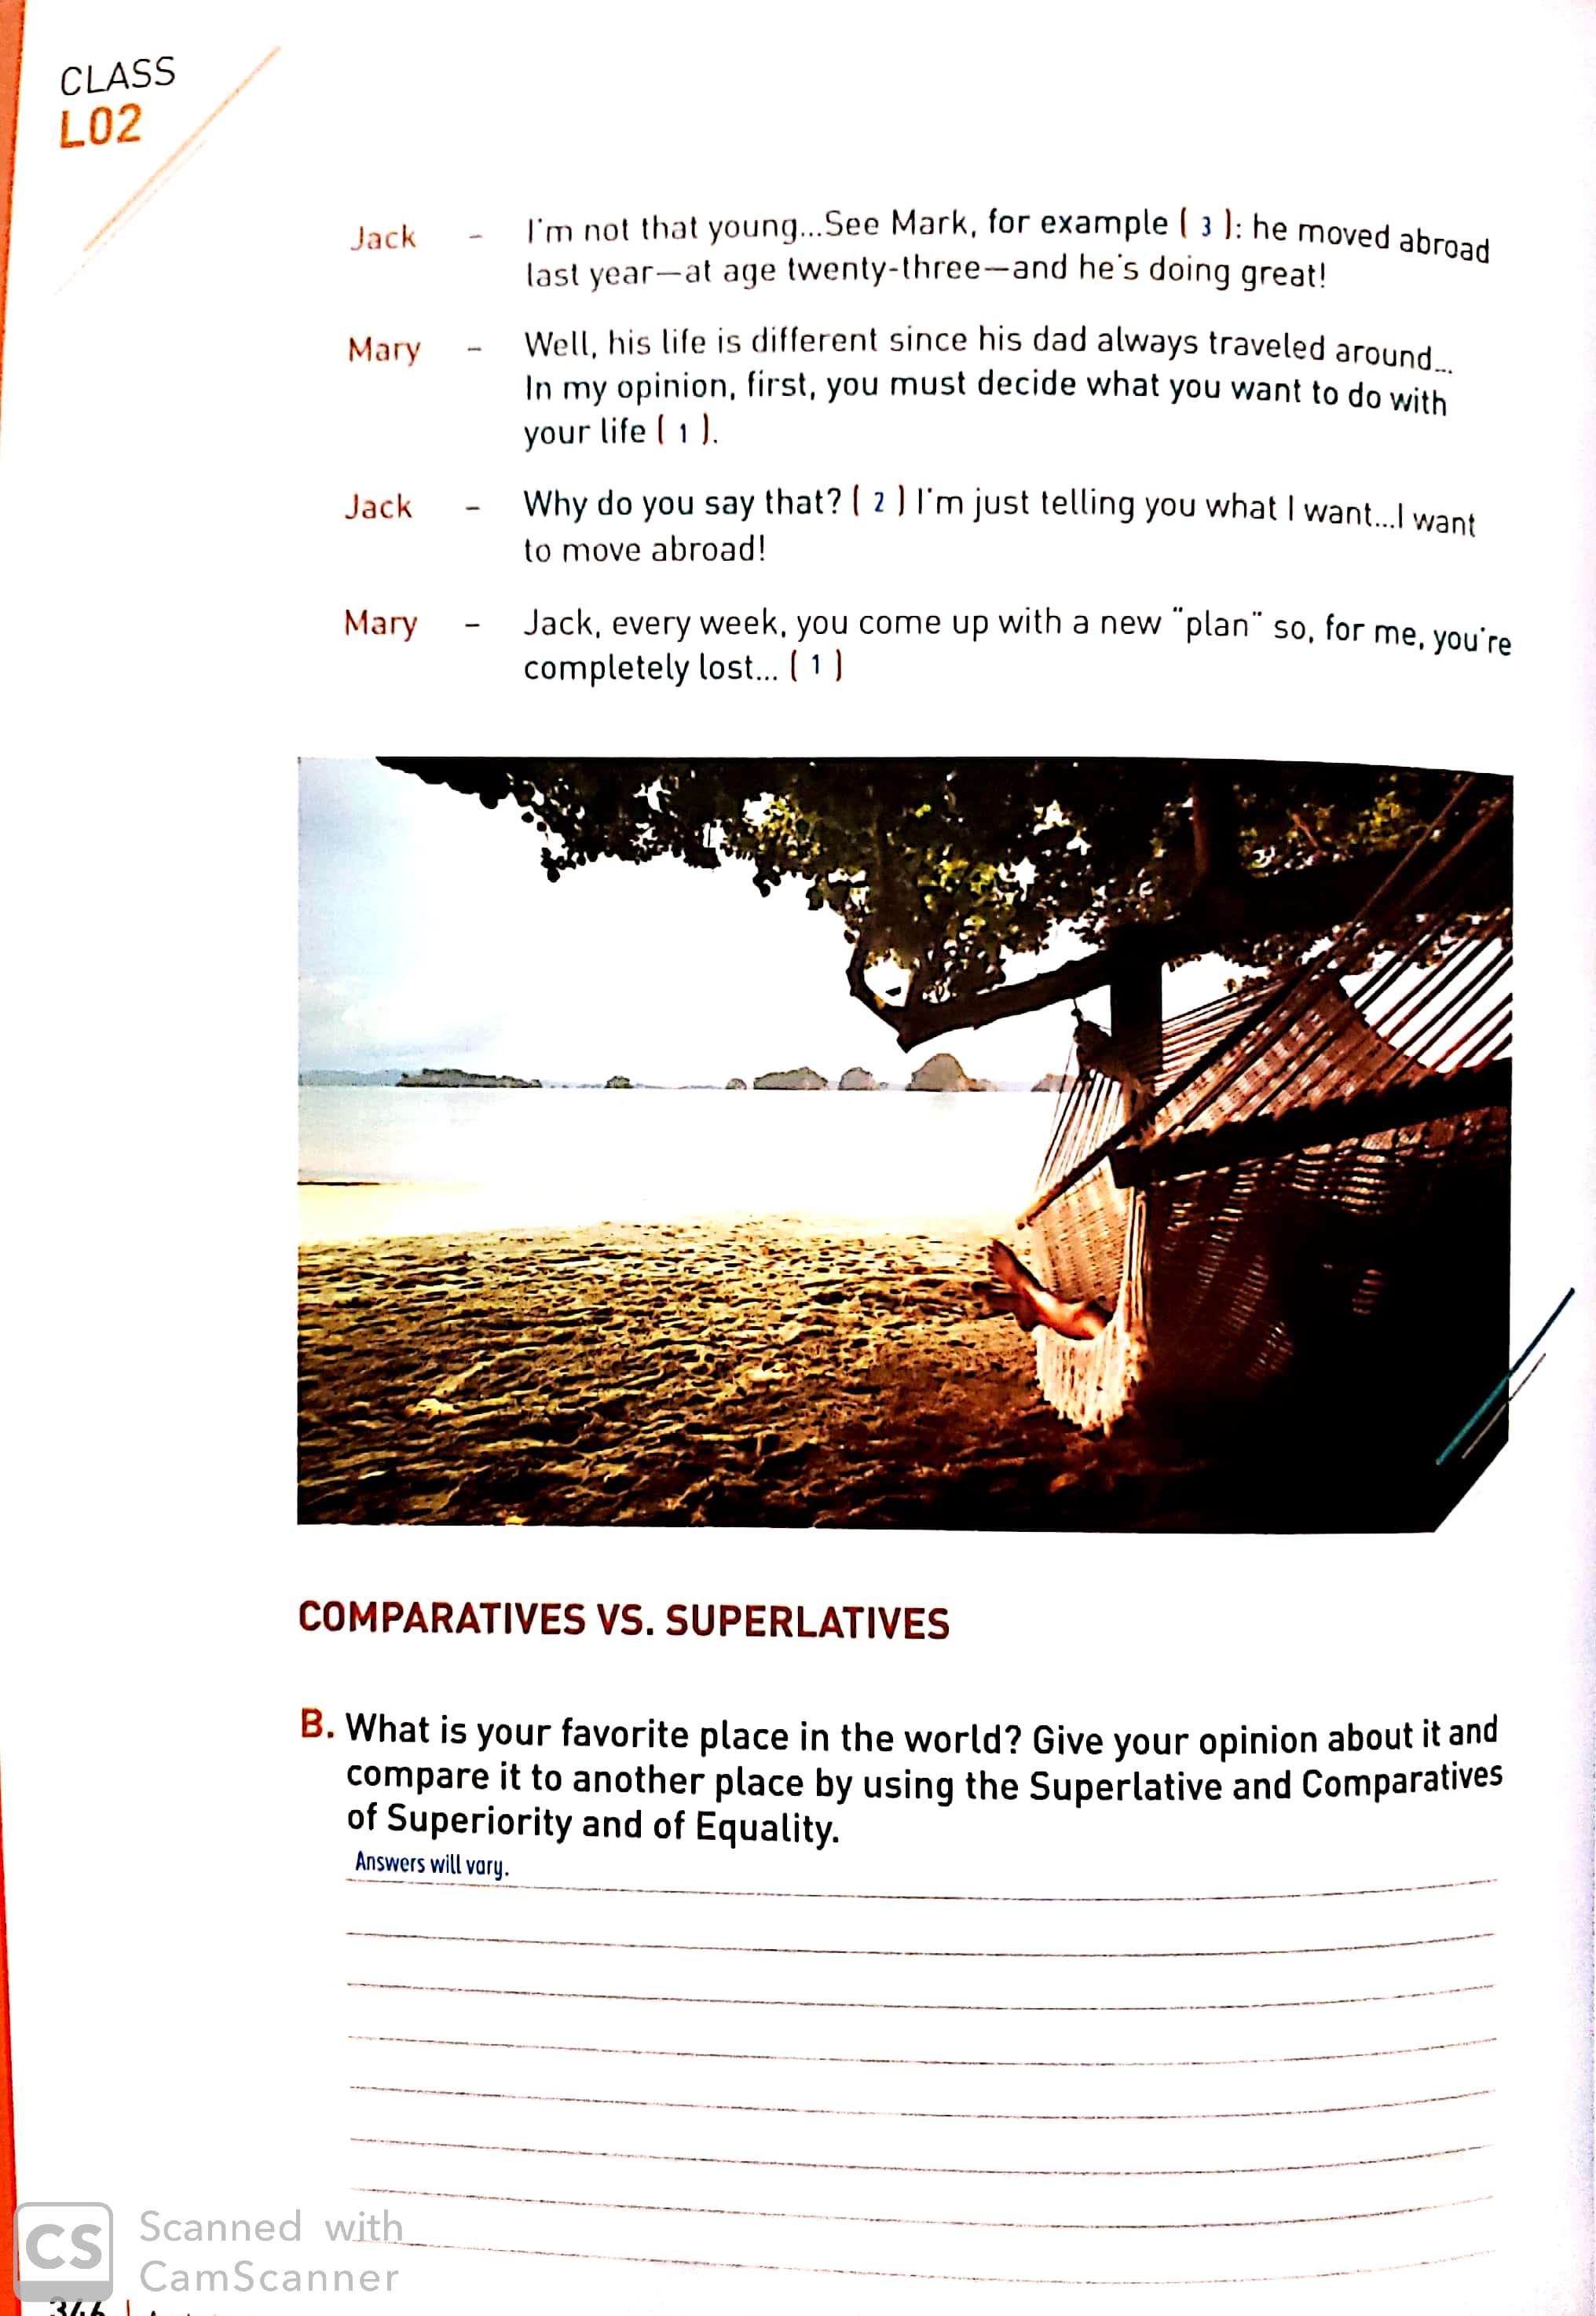 CLASS
L02
Jack - I'm not that young...See Mark, for example ( 3 ): he moved abroad
last year—at age twenty-three—and he's doing great!
Mary - Well, his life is different since his dad always traveled around...
In my opinion, first, you must decide what you want to do with
your life ( 1 ).
Jack - Why do you say that? ( 2 ) I'm just telling you what I want...I want
to move abroad!
Mary - Jack, every week, you come up with a new "plan" so, for me, you're
completely lost... ( 1 )
COMPARATIVES VS. SUPERLATIVES
B. What is your favorite place in the world? Give your opinion about it and
compare it to another place by using the Superlative and Comparatives
of Superiority and of Equality.
Answers will vary.
CS Scanned with
CamScanner
346